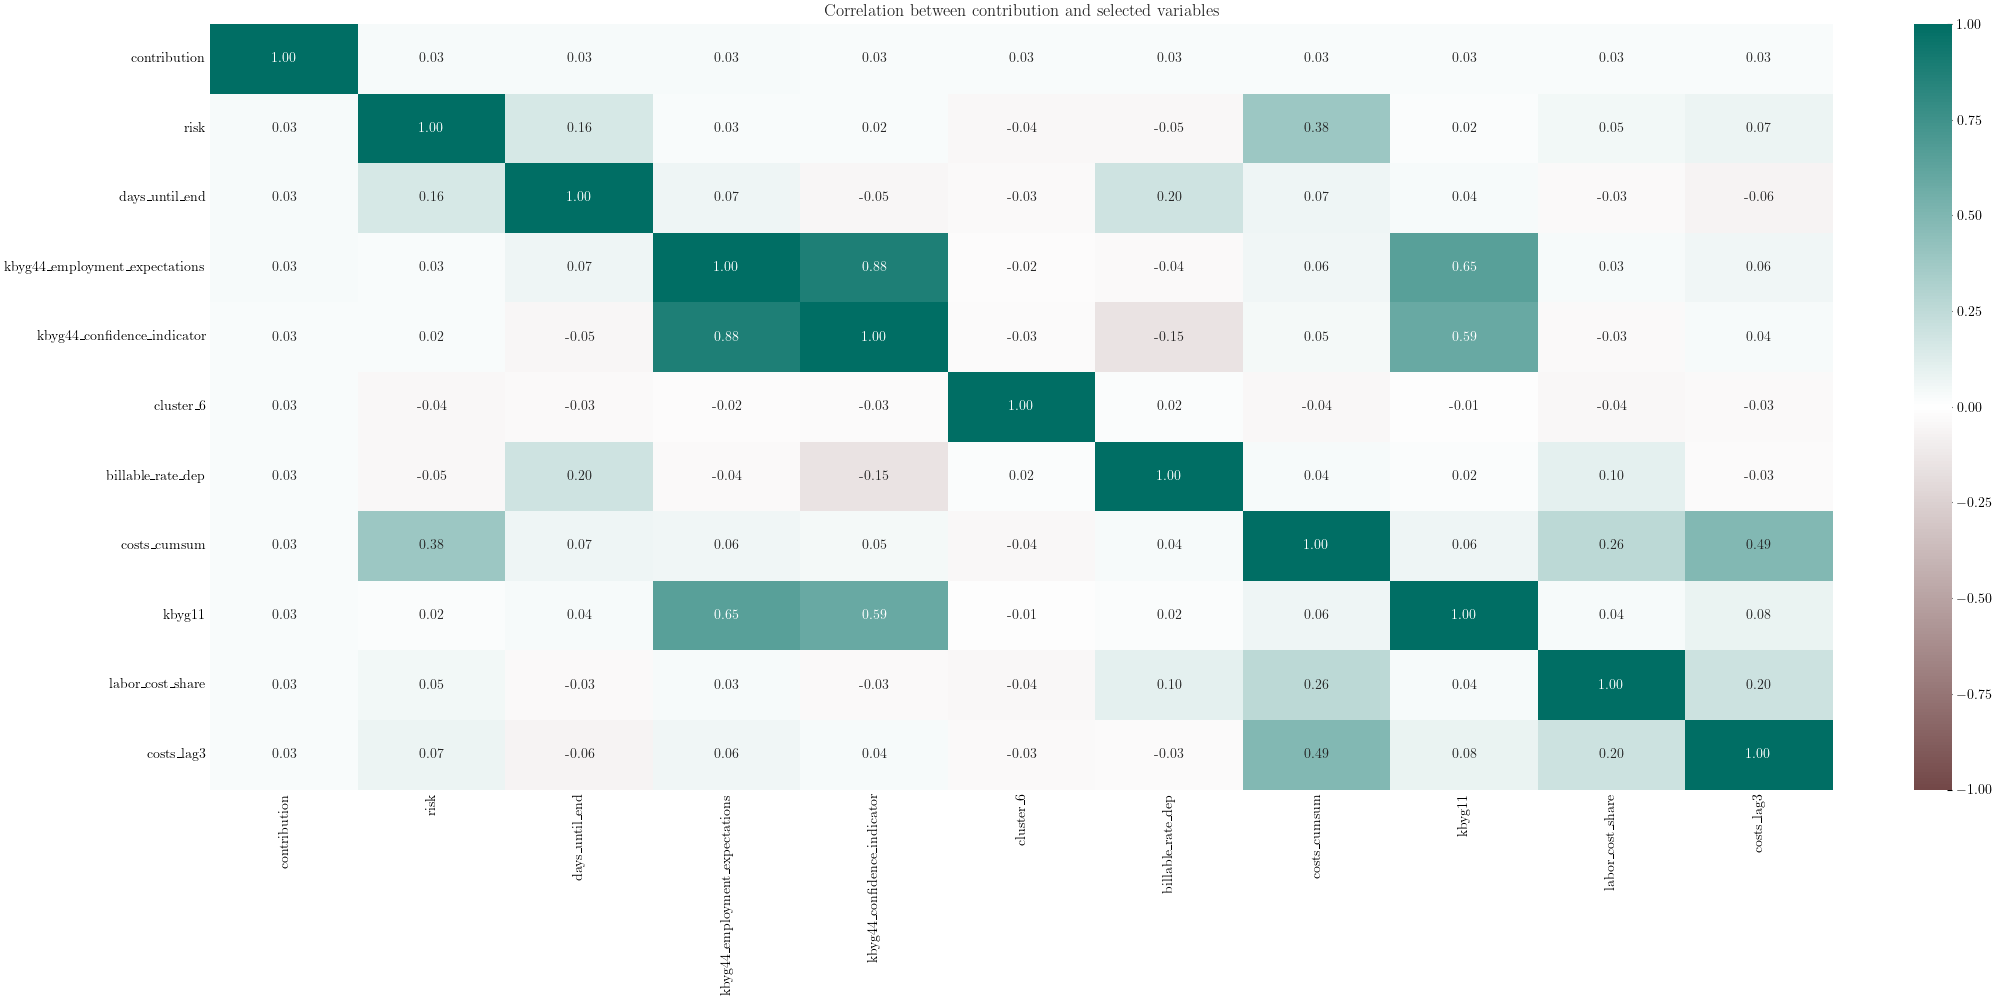 Correlation between contribution and selected variables
contribution 1.00 0.03 0.03 0.03 0.03 0.03 0.03 0.03 0.03 0.03 0.03
risk 0.03 1.00 0.16 0.03 0.02 -0.04 -0.05 0.38 0.02 0.05 0.07
days_until_end 0.03 0.16 1.00 0.07 -0.05 -0.03 0.20 0.07 0.04 -0.03 -0.06
kbyg44_employment_expectations 0.03 0.03 0.07 1.00 0.88 -0.02 -0.04 0.06 0.65 0.03 0.06
kbyg44_confidence_indicator 0.03 0.02 -0.05 0.88 1.00 -0.03 -0.15 0.05 0.59 -0.03 0.04
cluster_6 0.03 -0.04 -0.03 -0.02 -0.03 1.00 0.02 -0.04 -0.01 -0.04 -0.03
billable_rate_dep 0.03 -0.05 0.20 -0.04 -0.15 0.02 1.00 0.04 0.02 0.10 -0.03
costs_cumsum 0.03 0.38 0.07 0.06 0.05 -0.04 0.04 1.00 0.06 0.26 0.49
kbyg11 0.03 0.02 0.04 0.65 0.59 -0.01 0.02 0.06 1.00 0.04 0.08
labor_cost_share 0.03 0.05 -0.03 0.03 -0.03 -0.04 0.10 0.26 0.04 1.00 0.20
costs_lag3 0.03 0.07 -0.06 0.06 0.04 -0.03 -0.03 0.49 0.08 0.20 1.00
contribution
risk
days_until_end
kbyg44_employment_expectations
kbyg44_confidence_indicator
cluster_6
billable_rate_dep
costs_cumsum
kbyg11
labor_cost_share
costs_lag3
1.00
0.75
0.50
0.25
0.00
−0.25
−0.50
−0.75
−1.00